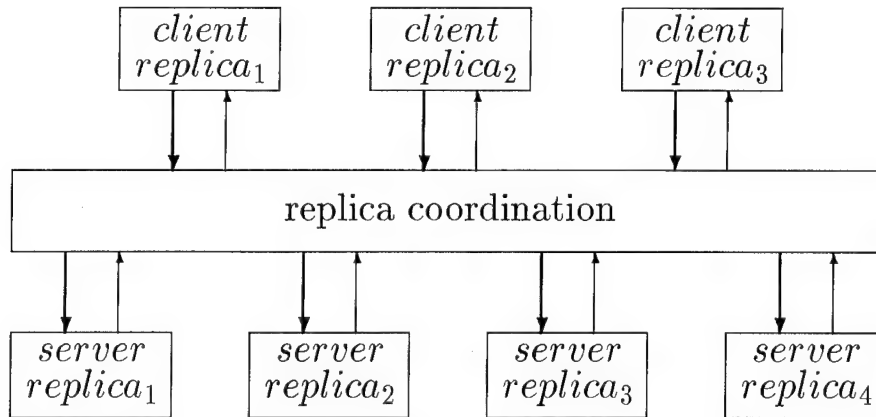 client client client
replica₁ replica₂ replica₃
replica coordination
server server server server
replica₁ replica₂ replica₃ replica₄